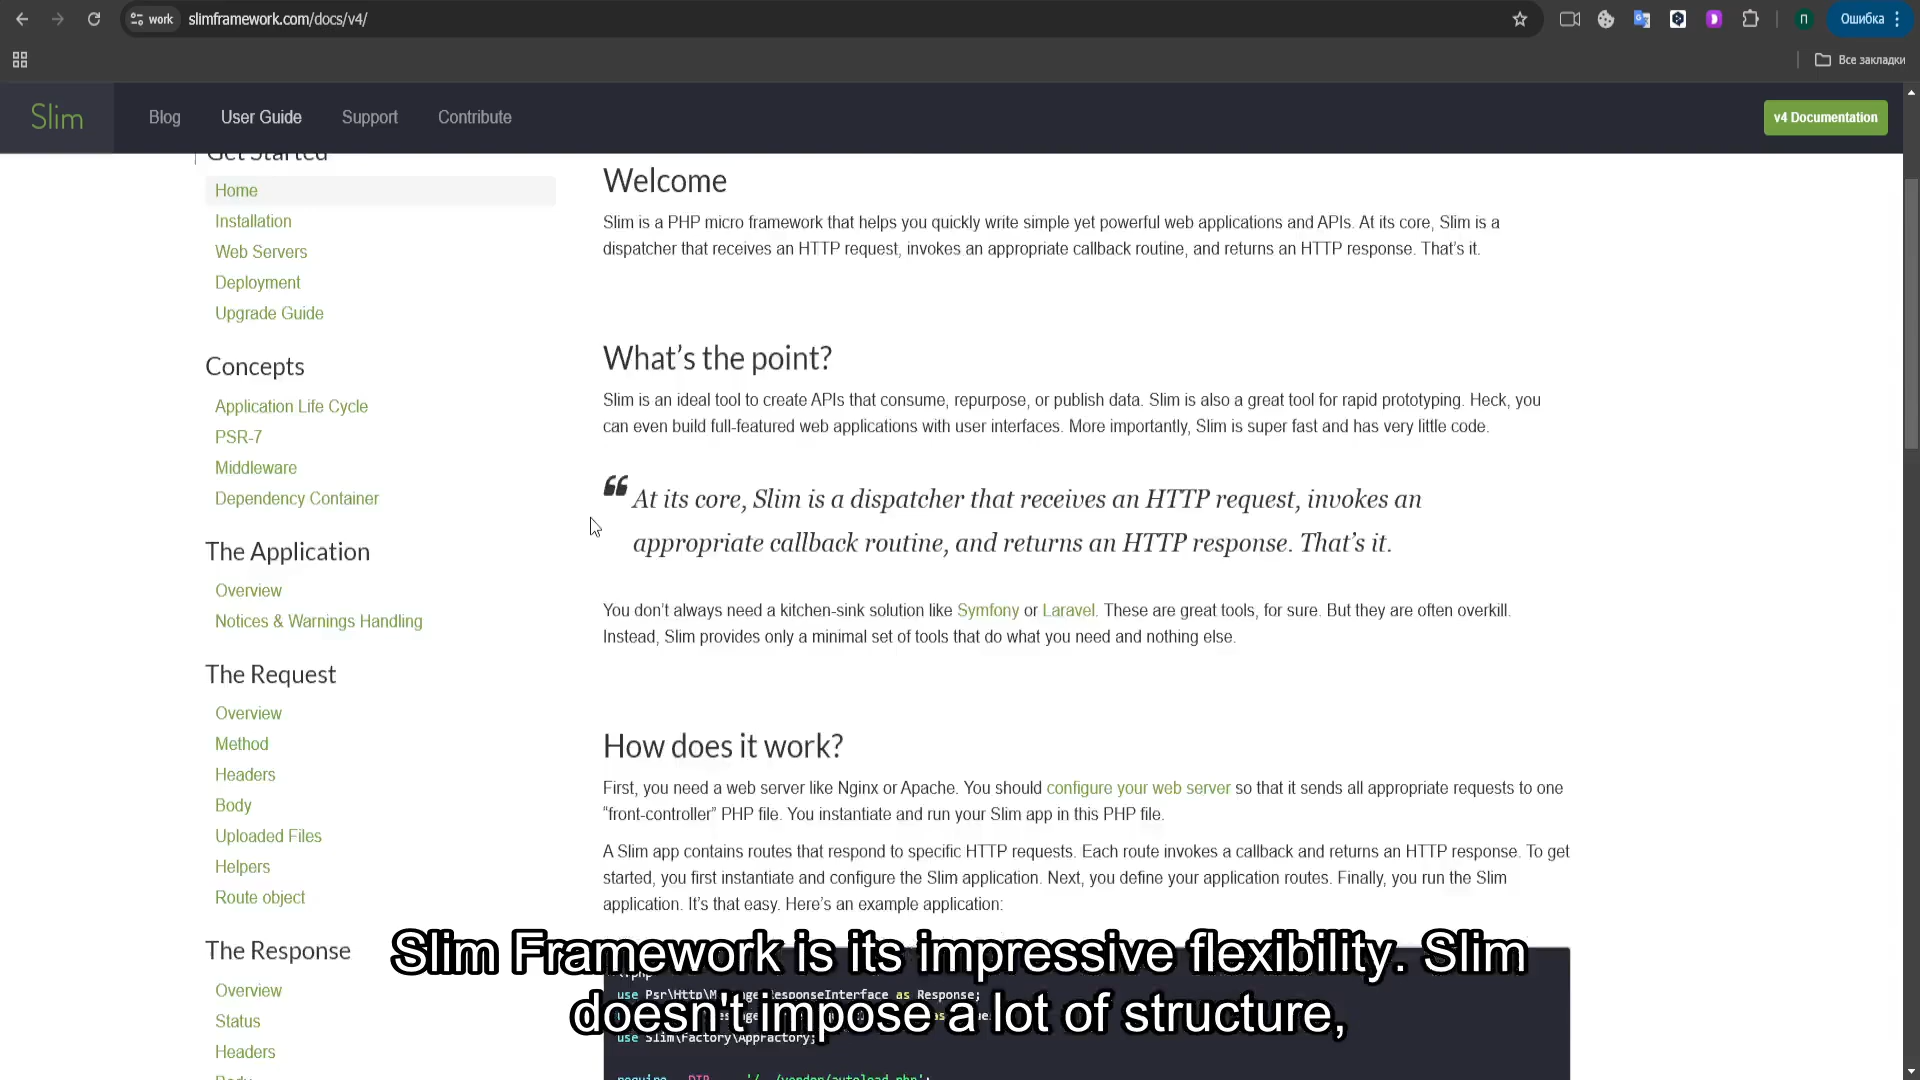 work slimframework.com/docs/v4/
П
Ошибка
Все закладки
Slim
Blog
User Guide
Support
Contribute
v4 Documentation
Get Started
Home
Installation
Web Servers
Deployment
Upgrade Guide
Concepts
Application Life Cycle
PSR-7
Middleware
Dependency Container
The Application
Overview
Notices & Warnings Handling
The Request
Overview
Method
Headers
Body
Uploaded Files
Helpers
Route object
The Response
Overview
Status
Headers
Welcome
Slim is a PHP micro framework that helps you quickly write simple yet powerful web applications and APIs. At its core, Slim is a
dispatcher that receives an HTTP request, invokes an appropriate callback routine, and returns an HTTP response. That’s it.
What’s the point?
Slim is an ideal tool to create APIs that consume, repurpose, or publish data. Slim is also a great tool for rapid prototyping. Heck, you
can even build full-featured web applications with user interfaces. More importantly, Slim is super fast and has very little code.
“At its core, Slim is a dispatcher that receives an HTTP request, invokes an
appropriate callback routine, and returns an HTTP response. That’s it.
You don’t always need a kitchen-sink solution like Symfony or Laravel. These are great tools, for sure. But they are often overkill.
Instead, Slim provides only a minimal set of tools that do what you need and nothing else.
How does it work?
First, you need a web server like Nginx or Apache. You should configure your web server so that it sends all appropriate requests to one
“front-controller” PHP file. You instantiate and run your Slim app in this PHP file.
A Slim app contains routes that respond to specific HTTP requests. Each route invokes a callback and returns an HTTP response. To get
started, you first instantiate and configure the Slim application. Next, you define your application routes. Finally, you run the Slim
application. It’s that easy. Here’s an example application:
use as Response;
as
use Slim\Factory\AppFactory;
Slim Framework is its impressive flexibility. Slim
doesn't impose a lot of structure,